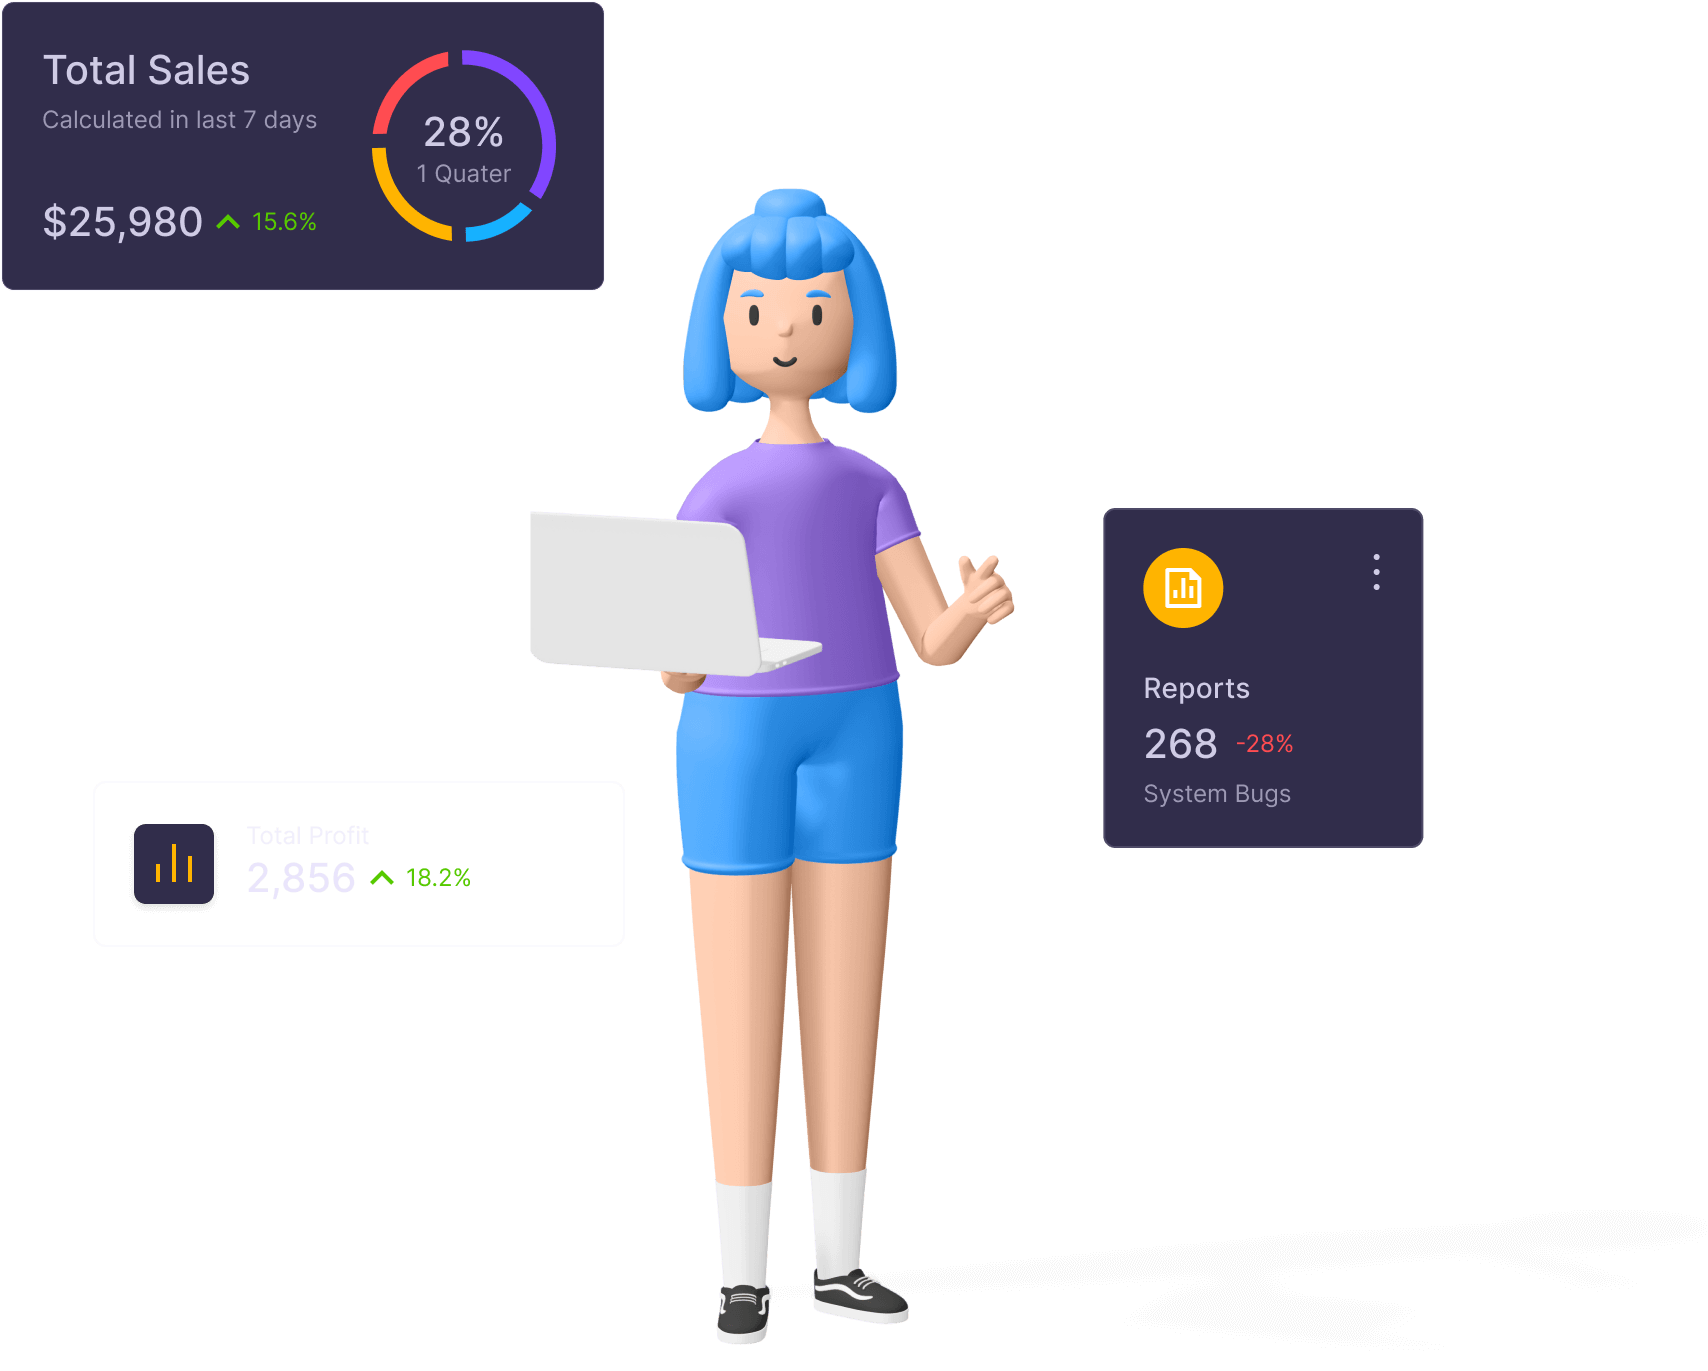 Total Sales
Calculated in last 7 days
$25,980 15.6%
28%
1 Quater
Reports
268 -28%
System Bugs
Total Profit
2,856 18.2%